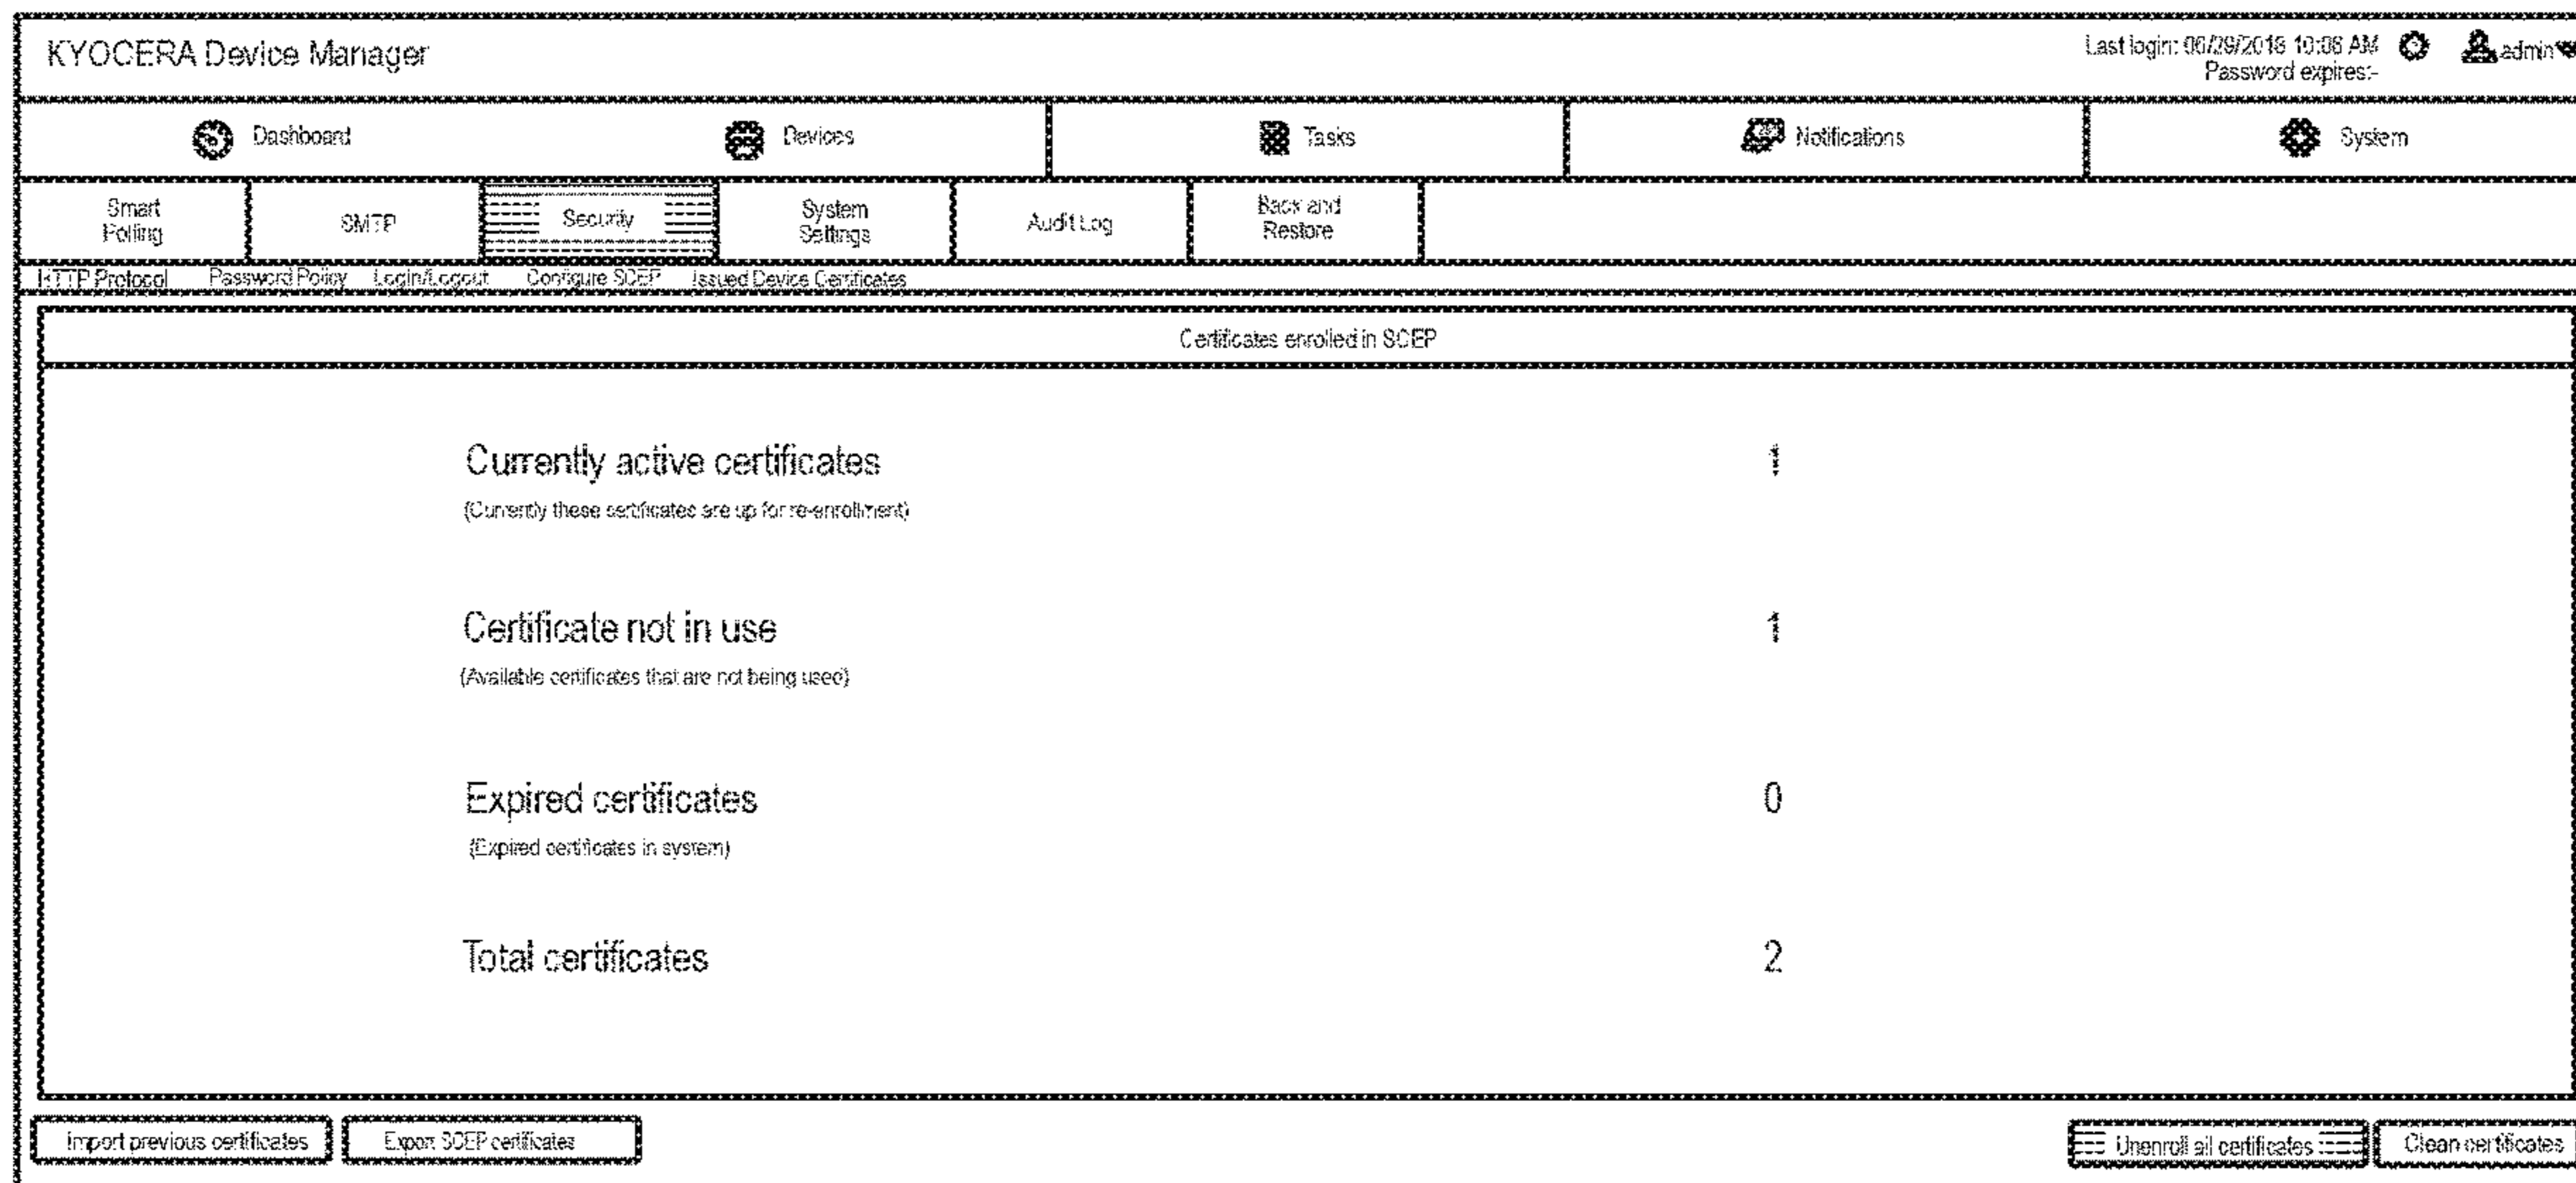 KYOCERA Device Manager
Last login: 06/29/2018 10:06 AM
admin
Password expires:-
Dashboard Devices Tasks Notifications System
Smart Polling
SMTP
Security
System Settings
Audit Log
Back and Restore
HTTP Protocol Password Policy Login/Logout Configure SCEP Issued Device Certificates
Certificates enrolled in SCEP
Currently active certificates 1
(Currently these certificates are up for re-enrollment)
Certificate not in use 1
(Available certificates that are not being used)
Expired certificates 0
(Expired certificates in system)
Total certificates 2
Import previous certificates Export SCEP certificates Unenroll all certificates Clean certificates